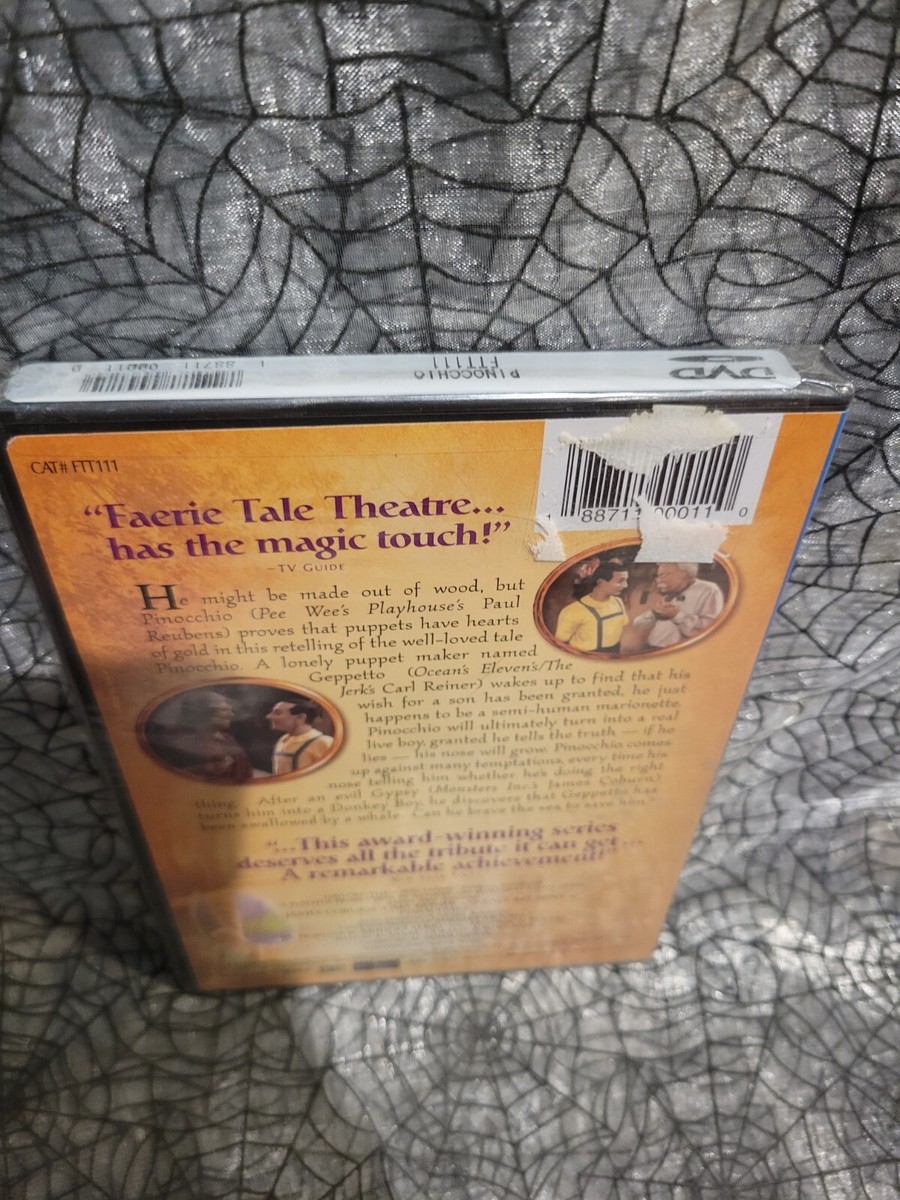 DVD
PINOCCHIO
FTT111
1 88711 00011 0
CAT# FTT111
1 88711 00011 0
“Faerie Tale Theatre...
has the magic touch!”
~TV GUIDE
He might be made out of wood, but
Pinocchio (Pee Wee's Playhouse's Paul
Reubens) proves that puppets have hearts
of gold in this retelling of the well-loved tale
Pinocchio. A lonely puppet maker named
Geppetto (Ocean's Eleven's/The
Jerk's Carl Reiner) wakes up to find that his
wish for a son has been granted, he just
happens to be a semi-human marionette.
Pinocchio will ultimately turn into a real
live boy, granted he tells the truth — if he
lies — his nose will grow. Pinocchio comes
up against many temptations, every time his
nose telling him whether he's doing the right
thing. After an evil Gypsy (Monsters Inc's James Coburn)
turns him into a Donkey Boy, he discovers that Geppetto has
been swallowed by a whale. Can he brave the sea to save him?
“...This award-winning series
deserves all the tribute it can get...
A remarkable achievement!”